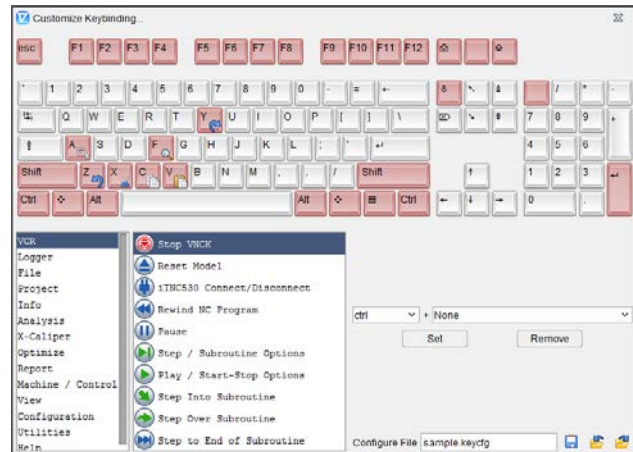 Customize Keybinding...
esc F1 F2 F3 F4 F5 F6 F7 F8 F9 F10 F11 F12
1 2 3 4 5 6 7 8 9 0 - = / * -
Q W E R T Y U I O P [ ] \ 7 8 9 +
A S D F G H J K L ; ' 4 5 6
Shift Z X C V B N M , . / Shift 1 2 3
Ctrl Alt Alt Ctrl 0 .
VCR
Logger
File
Project
Info
Analysis
X-Caliper
Optimize
Report
Machine / Control
View
Configuration
Utilities
Help
Stop VNCK
Reset Model
iTNC530 Connect/Disconnect
Rewind NC Program
Pause
Step / Subroutine Options
Play / Start-Stop Options
Step Into Subroutine
Step Over Subroutine
Step to End of Subroutine
ctrl + None
Set Remove
Configure File sample.keycfg